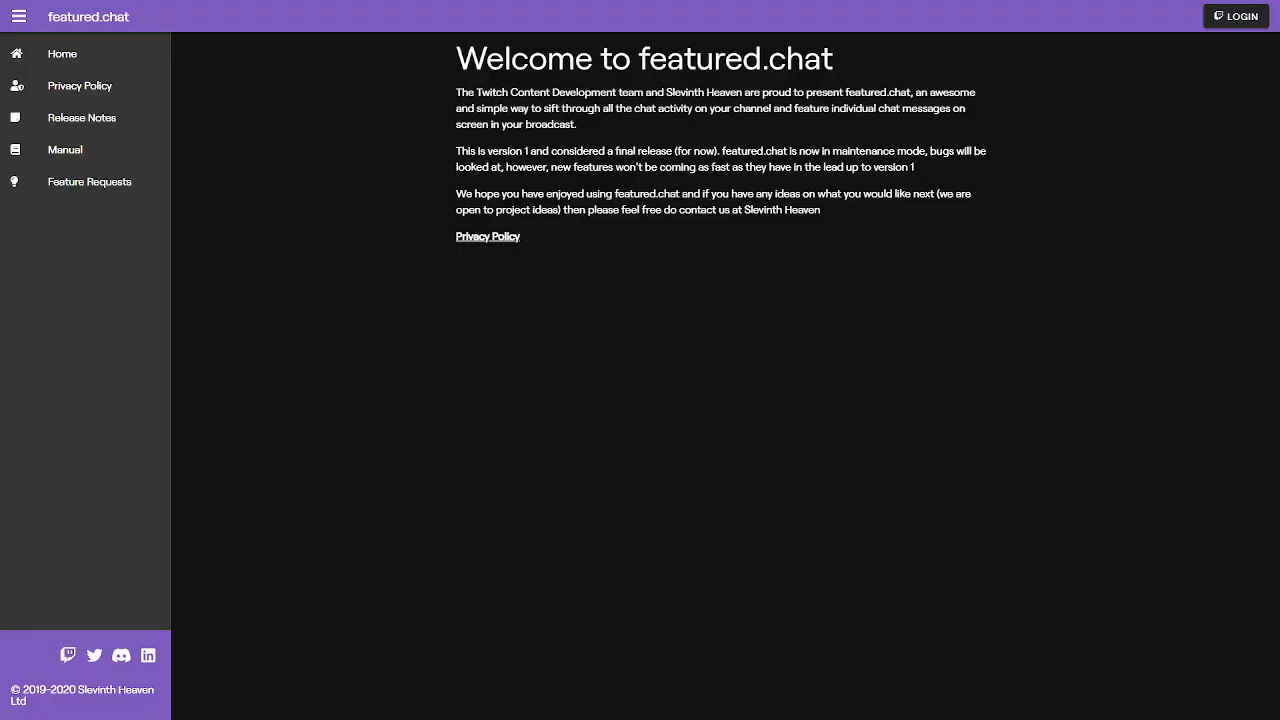 featured.chat
LOGIN
Home
Privacy Policy
Release Notes
Manual
Feature Requests
Welcome to featured.chat
The Twitch Content Development team and Slevinth Heaven are proud to present featured.chat, an awesome
and simple way to sift through all the chat activity on your channel and feature individual chat messages on
screen in your broadcast.
This is version 1 and considered a final release (for now). featured.chat is now in maintenance mode, bugs will be
looked at, however, new features won't be coming as fast as they have in the lead up to version 1
We hope you have enjoyed using featured.chat and if you have any ideas on what you would like next (we are
open to project ideas) then please feel free do contact us at Slevinth Heaven
Privacy Policy
© 2019-2020 Slevinth Heaven
Ltd